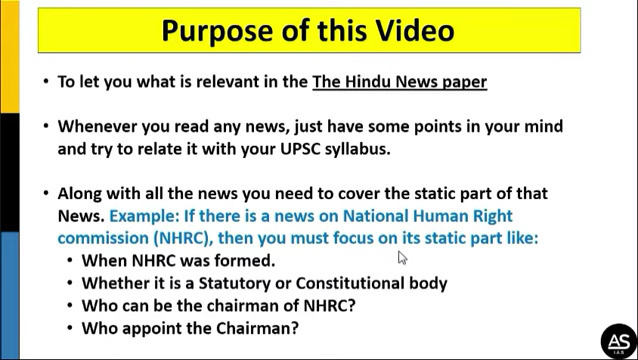 Purpose of this Video
• To let you what is relevant in the The Hindu News paper
• Whenever you read any news, just have some points in your mind
and try to relate it with your UPSC syllabus.
• Along with all the news you need to cover the static part of that
News. Example: If there is a news on National Human Right
commission (NHRC), then you must focus on its static part like:
• When NHRC was formed.
• Whether it is a Statutory or Constitutional body
• Who can be the chairman of NHRC?
• Who appoint the Chairman?
AS
IAS